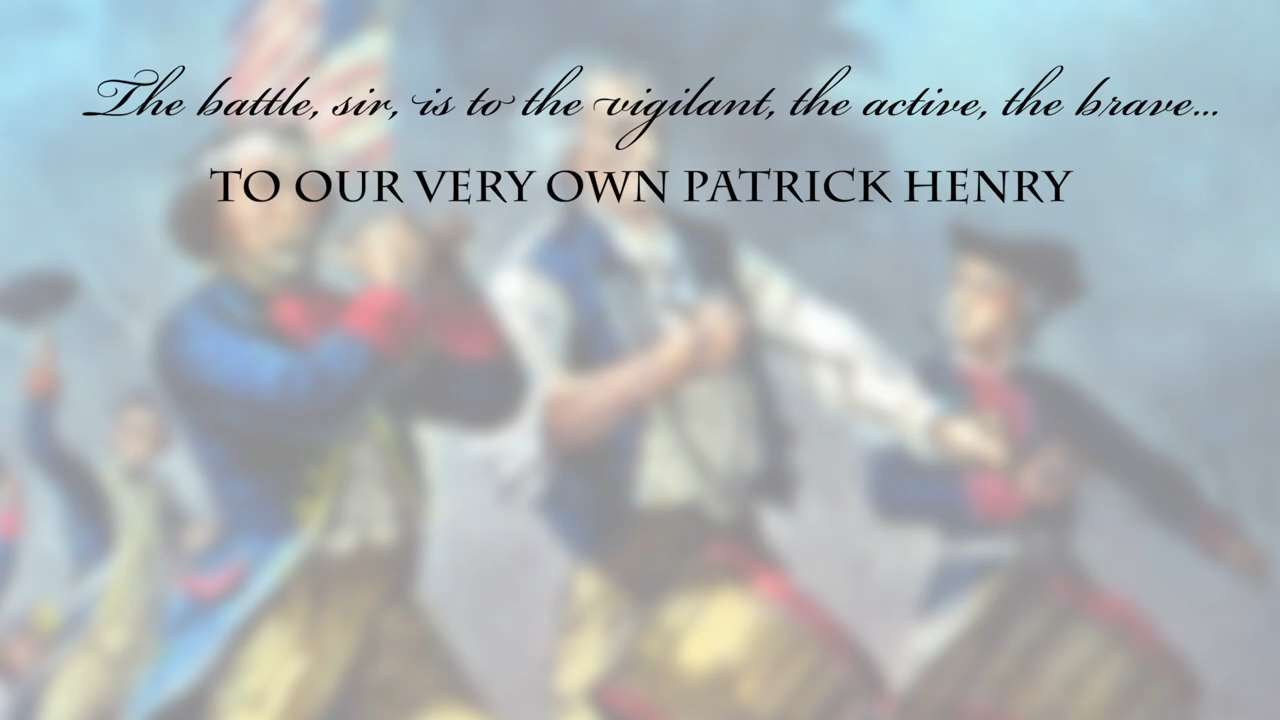 The battle, sir, is to the vigilant, the active, the brave...
TO OUR VERY OWN PATRICK HENRY